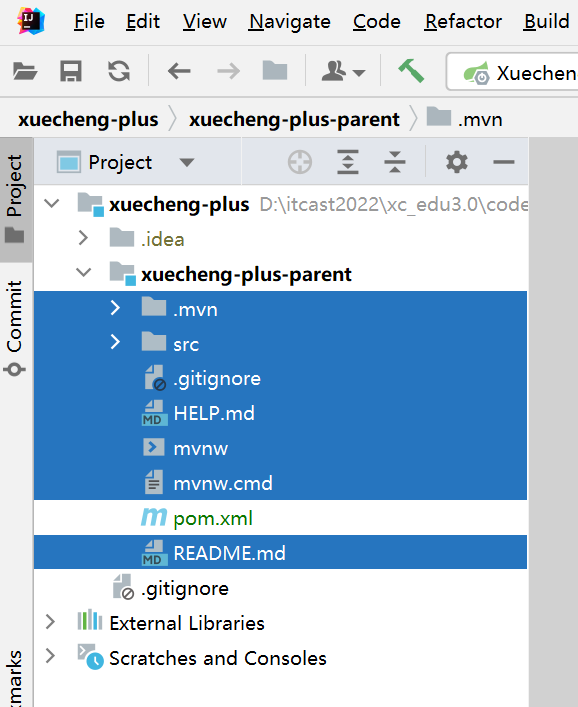 IJ File Edit View Navigate Code Refactor Build
Xuechen
xuecheng-plus xuecheng-plus-parent .mvn
Project
Project
Commit
xuecheng-plus D:\itcast2022\xc_edu3.0\code
.idea
xuecheng-plus-parent
.mvn
src
.gitignore
MD HELP.md
mvnw
mvnw.cmd
m pom.xml
MD README.md
.gitignore
External Libraries
Scratches and Consoles
marks